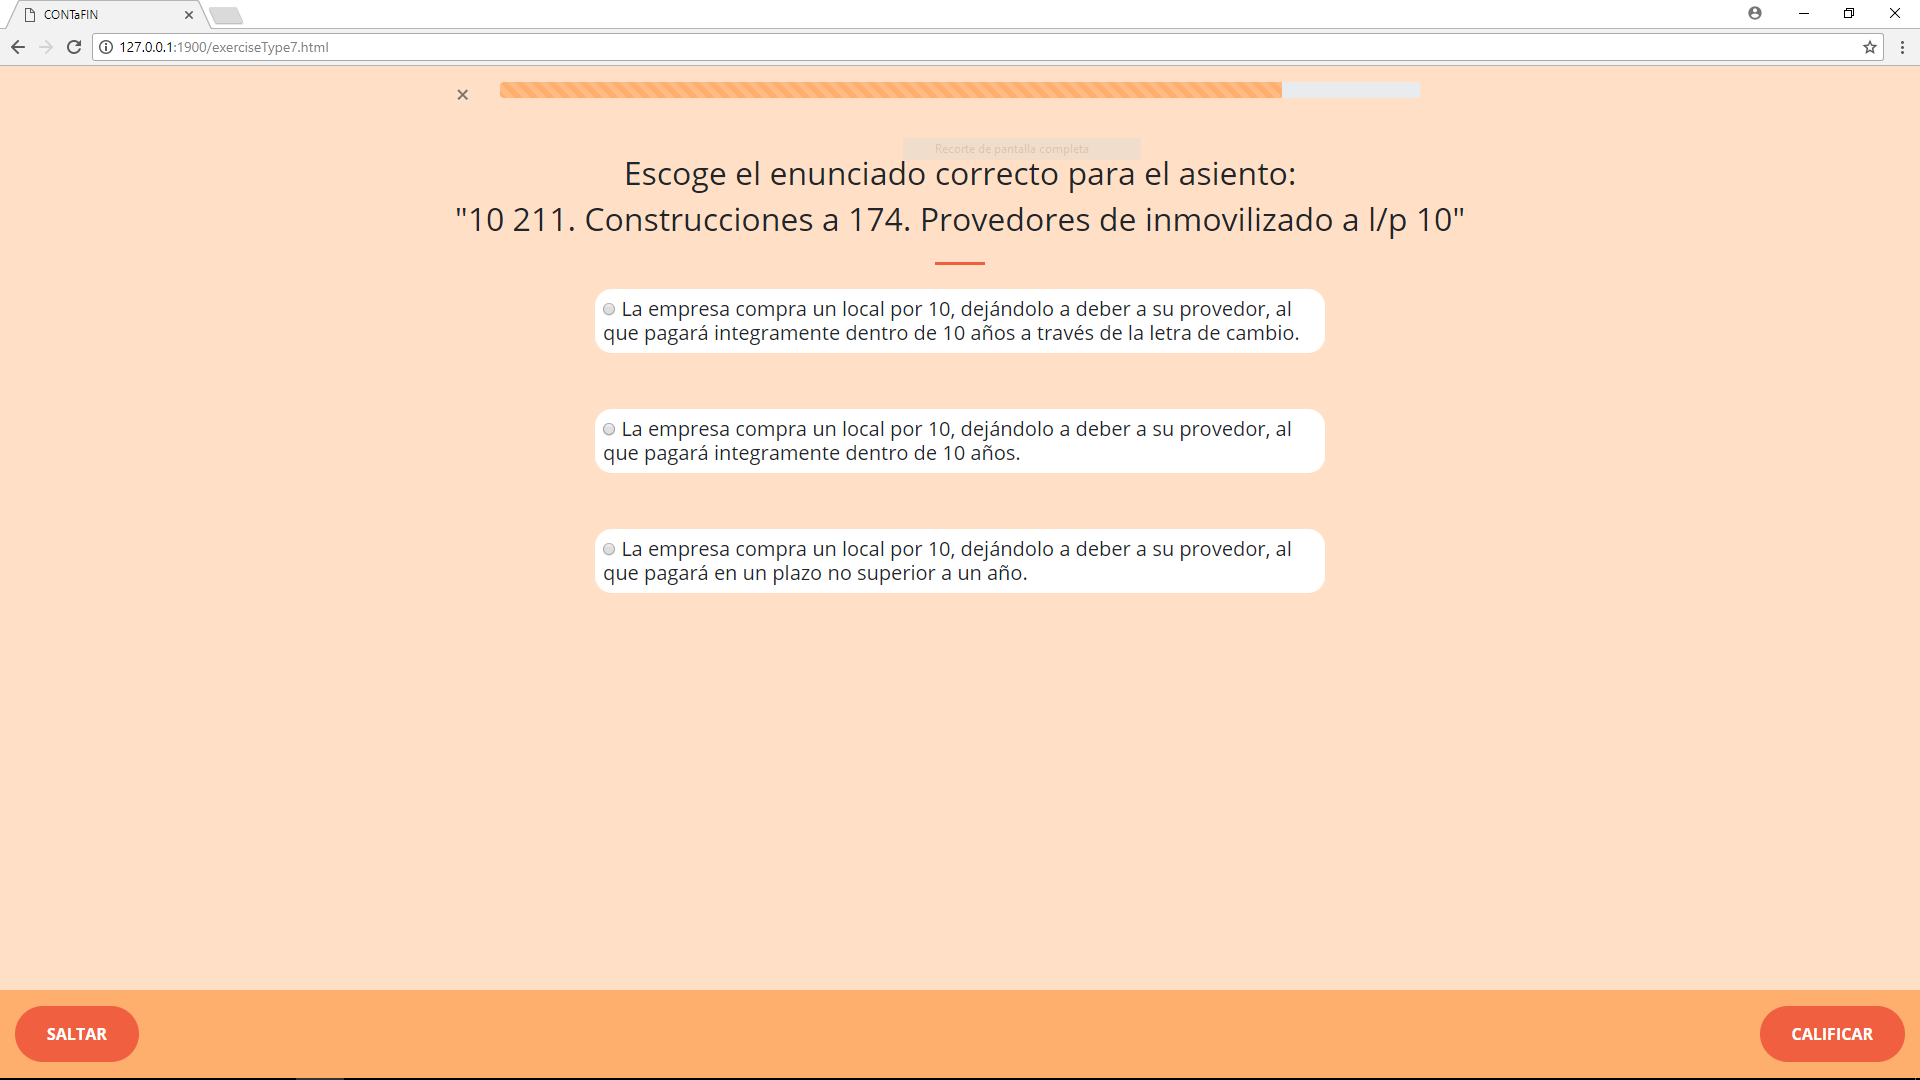 CONTaFIN
127.0.0.1:1900/exerciseType7.html
Recorte de pantalla completa
Escoge el enunciado correcto para el asiento:
"10 211. Construcciones a 174. Provedores de inmovilizado a l/p 10"
La empresa compra un local por 10, dejándolo a deber a su provedor, al
que pagará integramente dentro de 10 años a través de la letra de cambio.
La empresa compra un local por 10, dejándolo a deber a su provedor, al
que pagará integramente dentro de 10 años.
La empresa compra un local por 10, dejándolo a deber a su provedor, al
que pagará en un plazo no superior a un año.
SALTAR
CALIFICAR